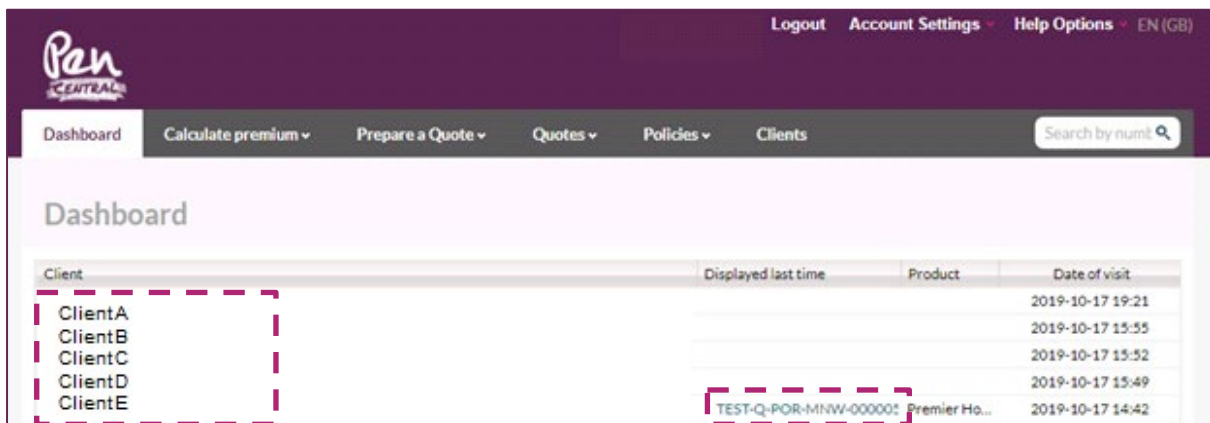 Logout Account Settings Help Options EN (GB)
Pen
CENTRAL
Dashboard Calculate premium Prepare a Quote Quotes Policies Clients Search by numb
Dashboard
Client Displayed last time Product Date of visit
ClientA 2019-10-17 19:21
ClientB 2019-10-17 15:55
ClientC 2019-10-17 15:52
ClientD 2019-10-17 15:49
ClientE TEST-Q-POR-MNW-000005 Premier Ho... 2019-10-17 14:42